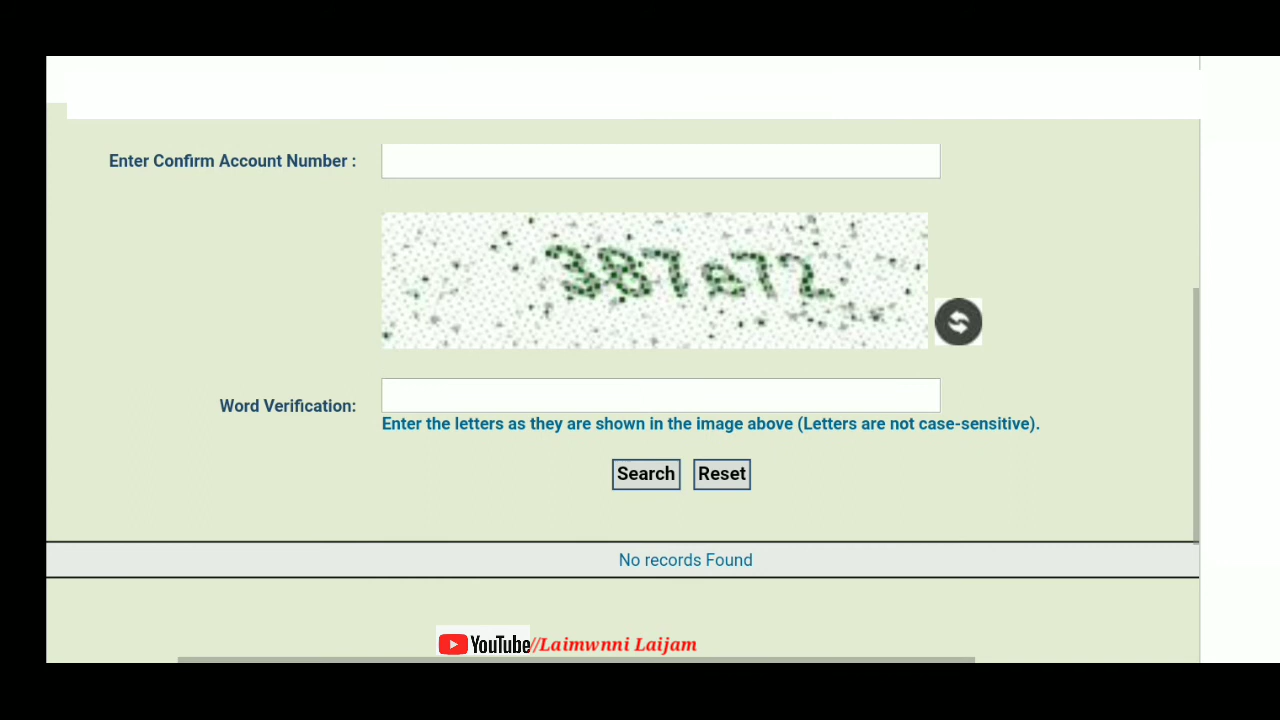 Enter Confirm Account Number :
Word Verification:
Enter the letters as they are shown in the image above (Letters are not case-sensitive).
Search Reset
No records Found
YouTube//Laimwnni Laijam